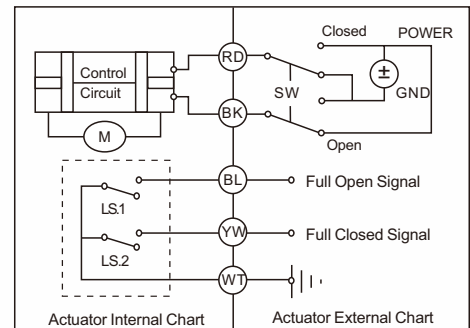 Closed
POWER
RD
Control
Circuit
SW
±
GND
BK
M
Open
BL
Full Open Signal
LS.1
YW
Full Closed Signal
LS.2
WT
Actuator Internal Chart
Actuator External Chart